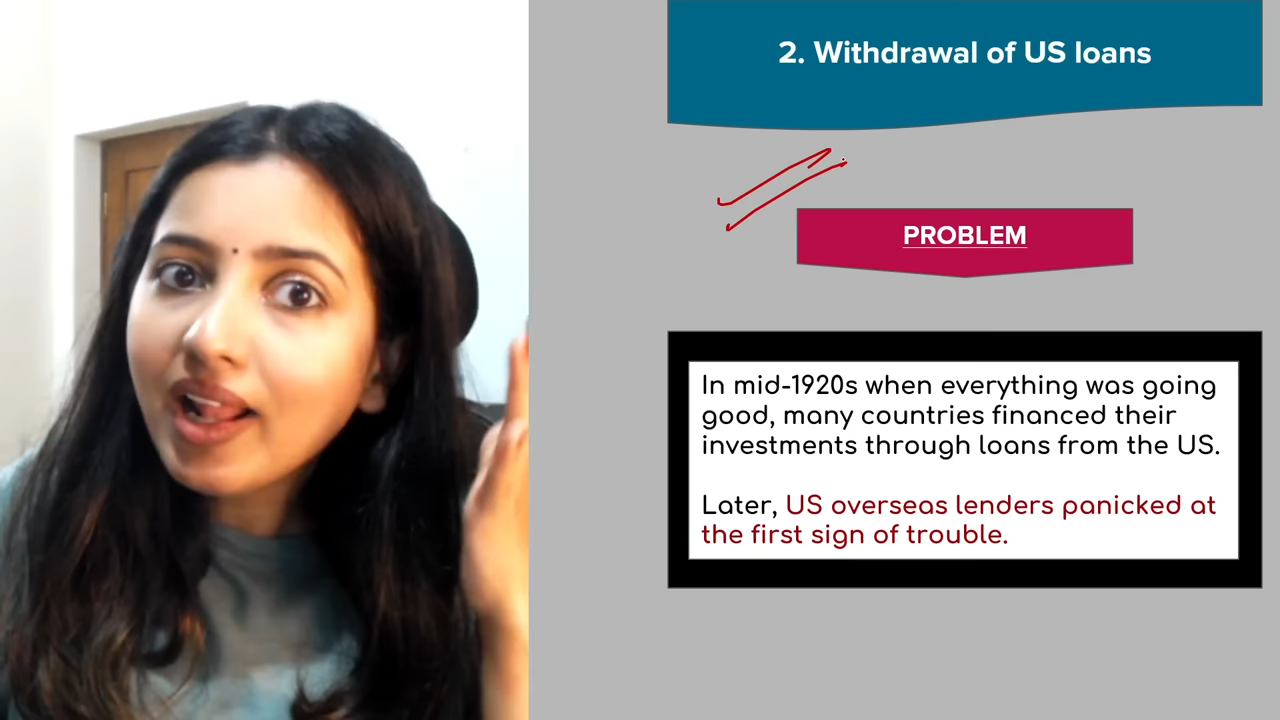 2. Withdrawal of US loans
PROBLEM
In mid-1920s when everything was going
good, many countries financed their
investments through loans from the US.
Later, US overseas lenders panicked at
the first sign of trouble.